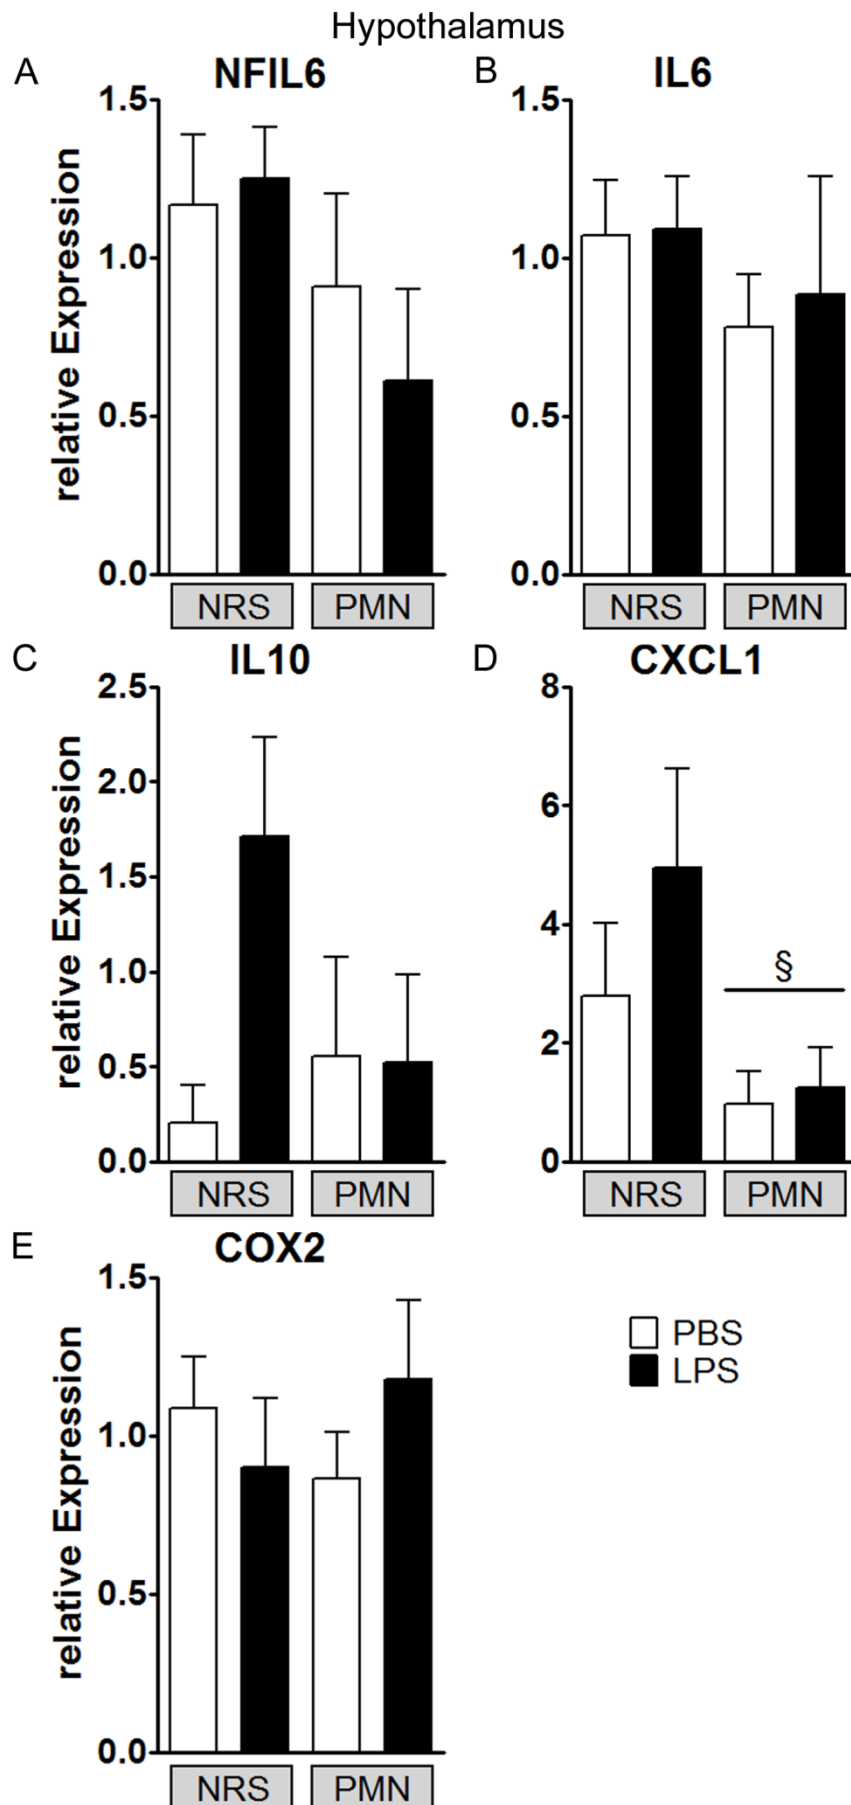 Hypothalamus
A
NFIL6
relative Expression
1.5
1.0
0.5
0.0
NRS
PMN
B
IL6
1.5
1.0
0.5
0.0
NRS
PMN
C
IL10
relative Expression
2.5
2.0
1.5
1.0
0.5
0.0
NRS
PMN
D
CXCL1
8
6
4
2
0
§
NRS
PMN
E
COX2
relative Expression
1.5
1.0
0.5
0.0
NRS
PMN
PBS
LPS